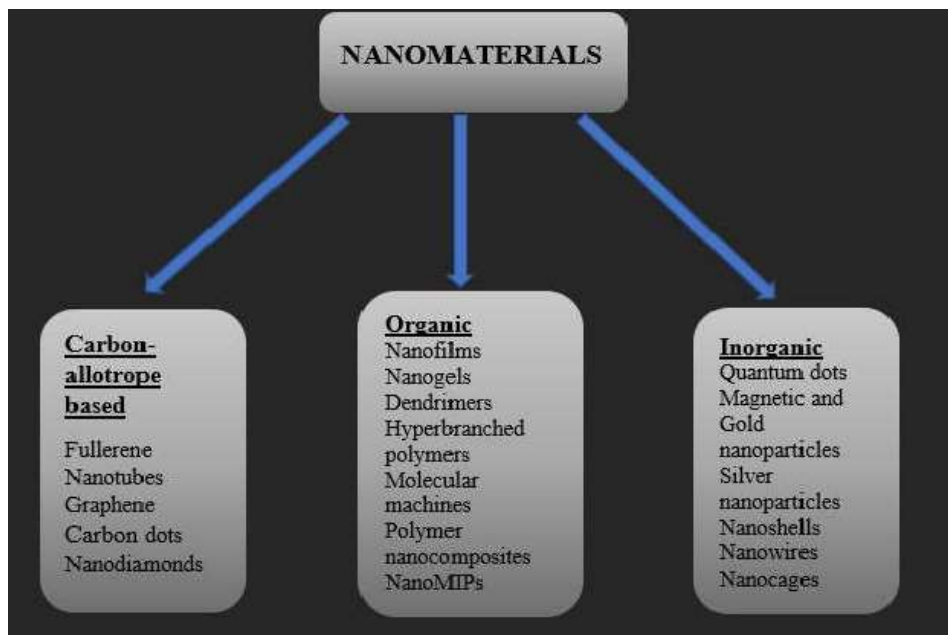 NANOMATERIALS
Carbon-
allotrope
based
Fullerene
Nanotubes
Graphene
Carbon dots
Nanodiamonds
Organic
Nanofilms
Nanogels
Dendrimers
Hyperbranched
polymers
Molecular
machines
Polymer
nanocomposites
NanoMIPs
Inorganic
Quantum dots
Magnetic and
Gold
nanoparticles
Silver
nanoparticles
Nanoshells
Nanowires
Nanocages